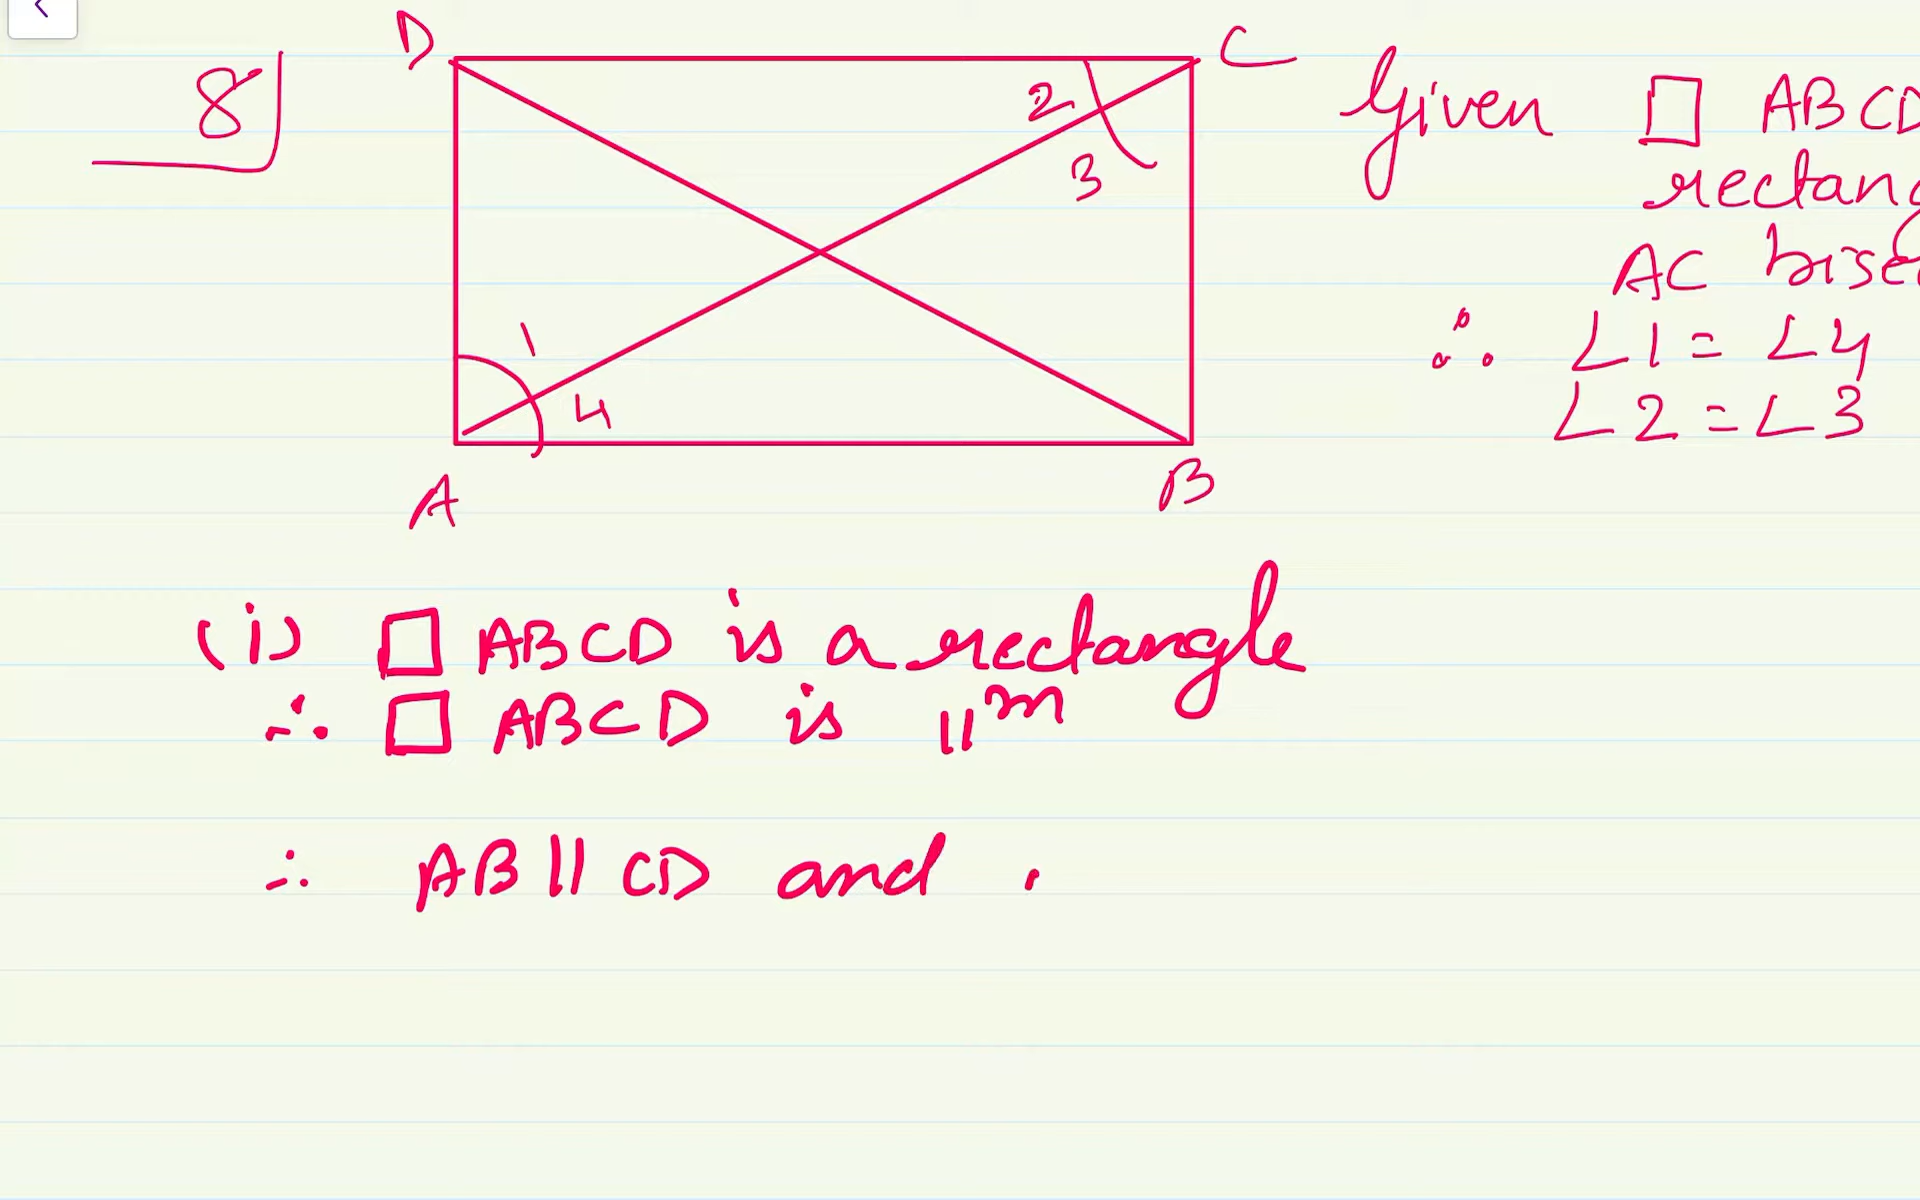 8
D
C
2
3
1
4
A
B
Given □ ABCD
rectang
AC bise
∴ ∠1 = ∠4
∠2 = ∠3
(i) □ ABCD is a rectangle
∴ □ ABCD is ||m
∴ AB || CD and